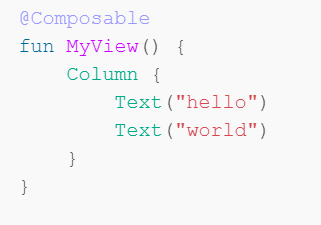 @Composable
fun MyView() {
    Column {
        Text("hello")
        Text("world")
    }
}